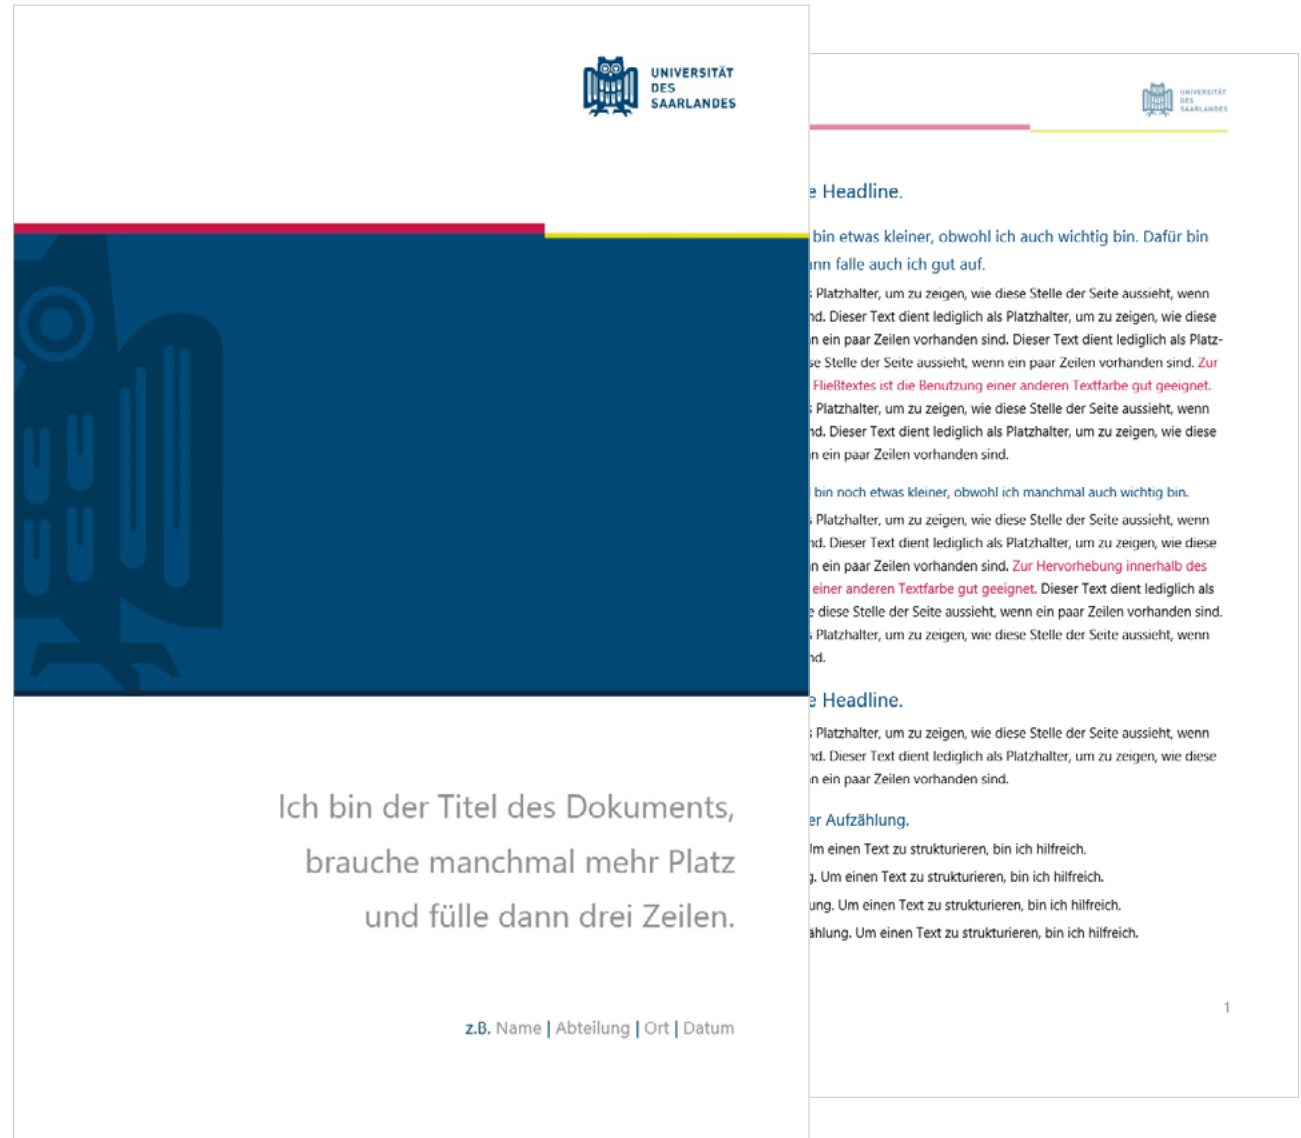 UNIVERSITÄT
DES
SAARLANDES
Ich bin der Titel des Dokuments,
brauche manchmal mehr Platz
und fülle dann drei Zeilen.
z.B. Name | Abteilung | Ort | Datum
UNIVERSITÄT
DES
SAARLANDES
Headline.
bin etwas kleiner, obwohl ich auch wichtig bin. Dafür bin
falle auch ich gut auf.
Platzhalter, um zu zeigen, wie diese Stelle der Seite aussieht, wenn
Dieser Text dient lediglich als Platzhalter, um zu zeigen, wie diese
ein paar Zeilen vorhanden sind. Dieser Text dient lediglich als Platz-
Stelle der Seite aussieht, wenn ein paar Zeilen vorhanden sind. Zur
Fließtextes ist die Benutzung einer anderen Textfarbe gut geeignet.
Platzhalter, um zu zeigen, wie diese Stelle der Seite aussieht, wenn
Dieser Text dient lediglich als Platzhalter, um zu zeigen, wie diese
ein paar Zeilen vorhanden sind.
bin noch etwas kleiner, obwohl ich manchmal auch wichtig bin.
Platzhalter, um zu zeigen, wie diese Stelle der Seite aussieht, wenn
Dieser Text dient lediglich als Platzhalter, um zu zeigen, wie diese
ein paar Zeilen vorhanden sind. Zur Hervorhebung innerhalb des
einer anderen Textfarbe gut geeignet. Dieser Text dient lediglich als
diese Stelle der Seite aussieht, wenn ein paar Zeilen vorhanden sind.
Platzhalter, um zu zeigen, wie diese Stelle der Seite aussieht, wenn
Headline.
Platzhalter, um zu zeigen, wie diese Stelle der Seite aussieht, wenn
Dieser Text dient lediglich als Platzhalter, um zu zeigen, wie diese
ein paar Zeilen vorhanden sind.
Aufzählung.
einen Text zu strukturieren, bin ich hilfreich.
Um einen Text zu strukturieren, bin ich hilfreich.
Um einen Text zu strukturieren, bin ich hilfreich.
Um einen Text zu strukturieren, bin ich hilfreich.
1